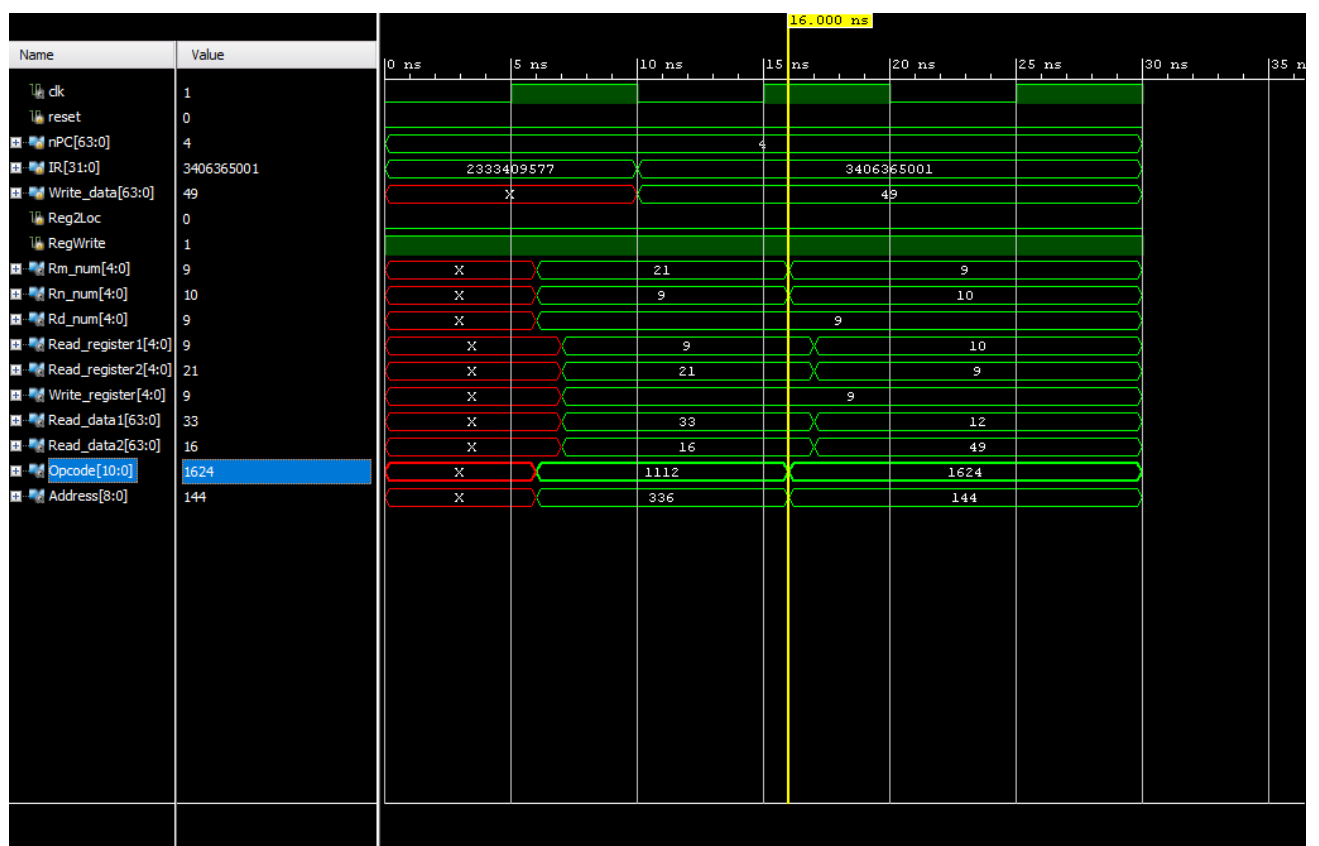 16.000 ns
Name Value
0 ns 5 ns 10 ns 15 ns 20 ns 25 ns 30 ns 35 n
clk 1
reset 0
nPC[63:0] 4 4
IR[31:0] 3406365001 2333409577 3406365001
Write_data[63:0] 49 X 49
Reg2Loc 0
RegWrite 1
Rm_num[4:0] 9 X 21 9
Rn_num[4:0] 10 X 9 10
Rd_num[4:0] 9 X 9
Read_register1[4:0] 9 X 9 10
Read_register2[4:0] 21 X 21 9
Write_register[4:0] 9 X 9
Read_data1[63:0] 33 X 33 12
Read_data2[63:0] 16 X 16 49
Opcode[10:0] 1624 X 1112 1624
Address[8:0] 144 X 336 144